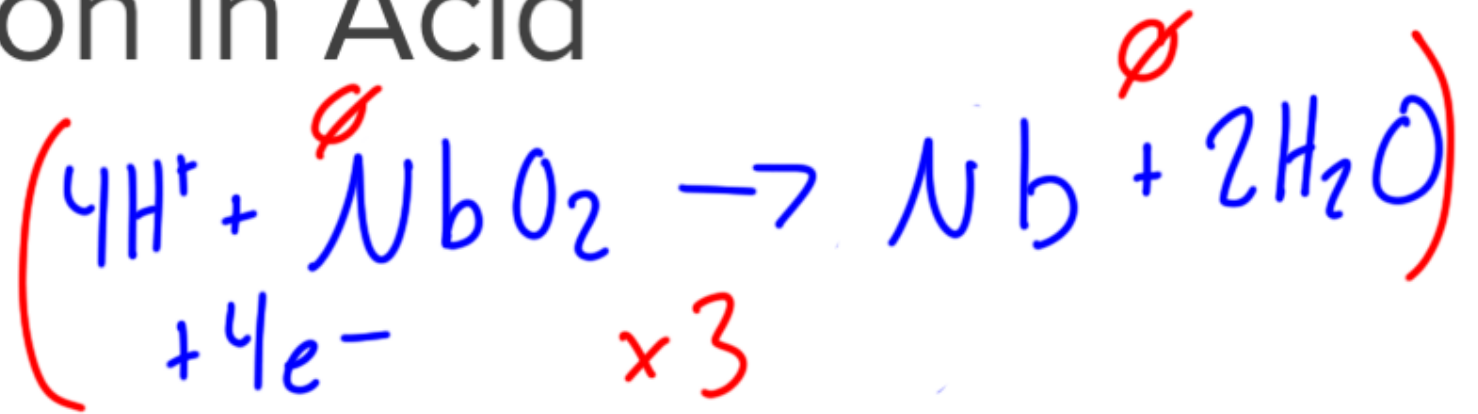 on in Acid
Ø Ø
(4H⁺ + NbO₂ → Nb + 2H₂O)
+4e⁻ x3